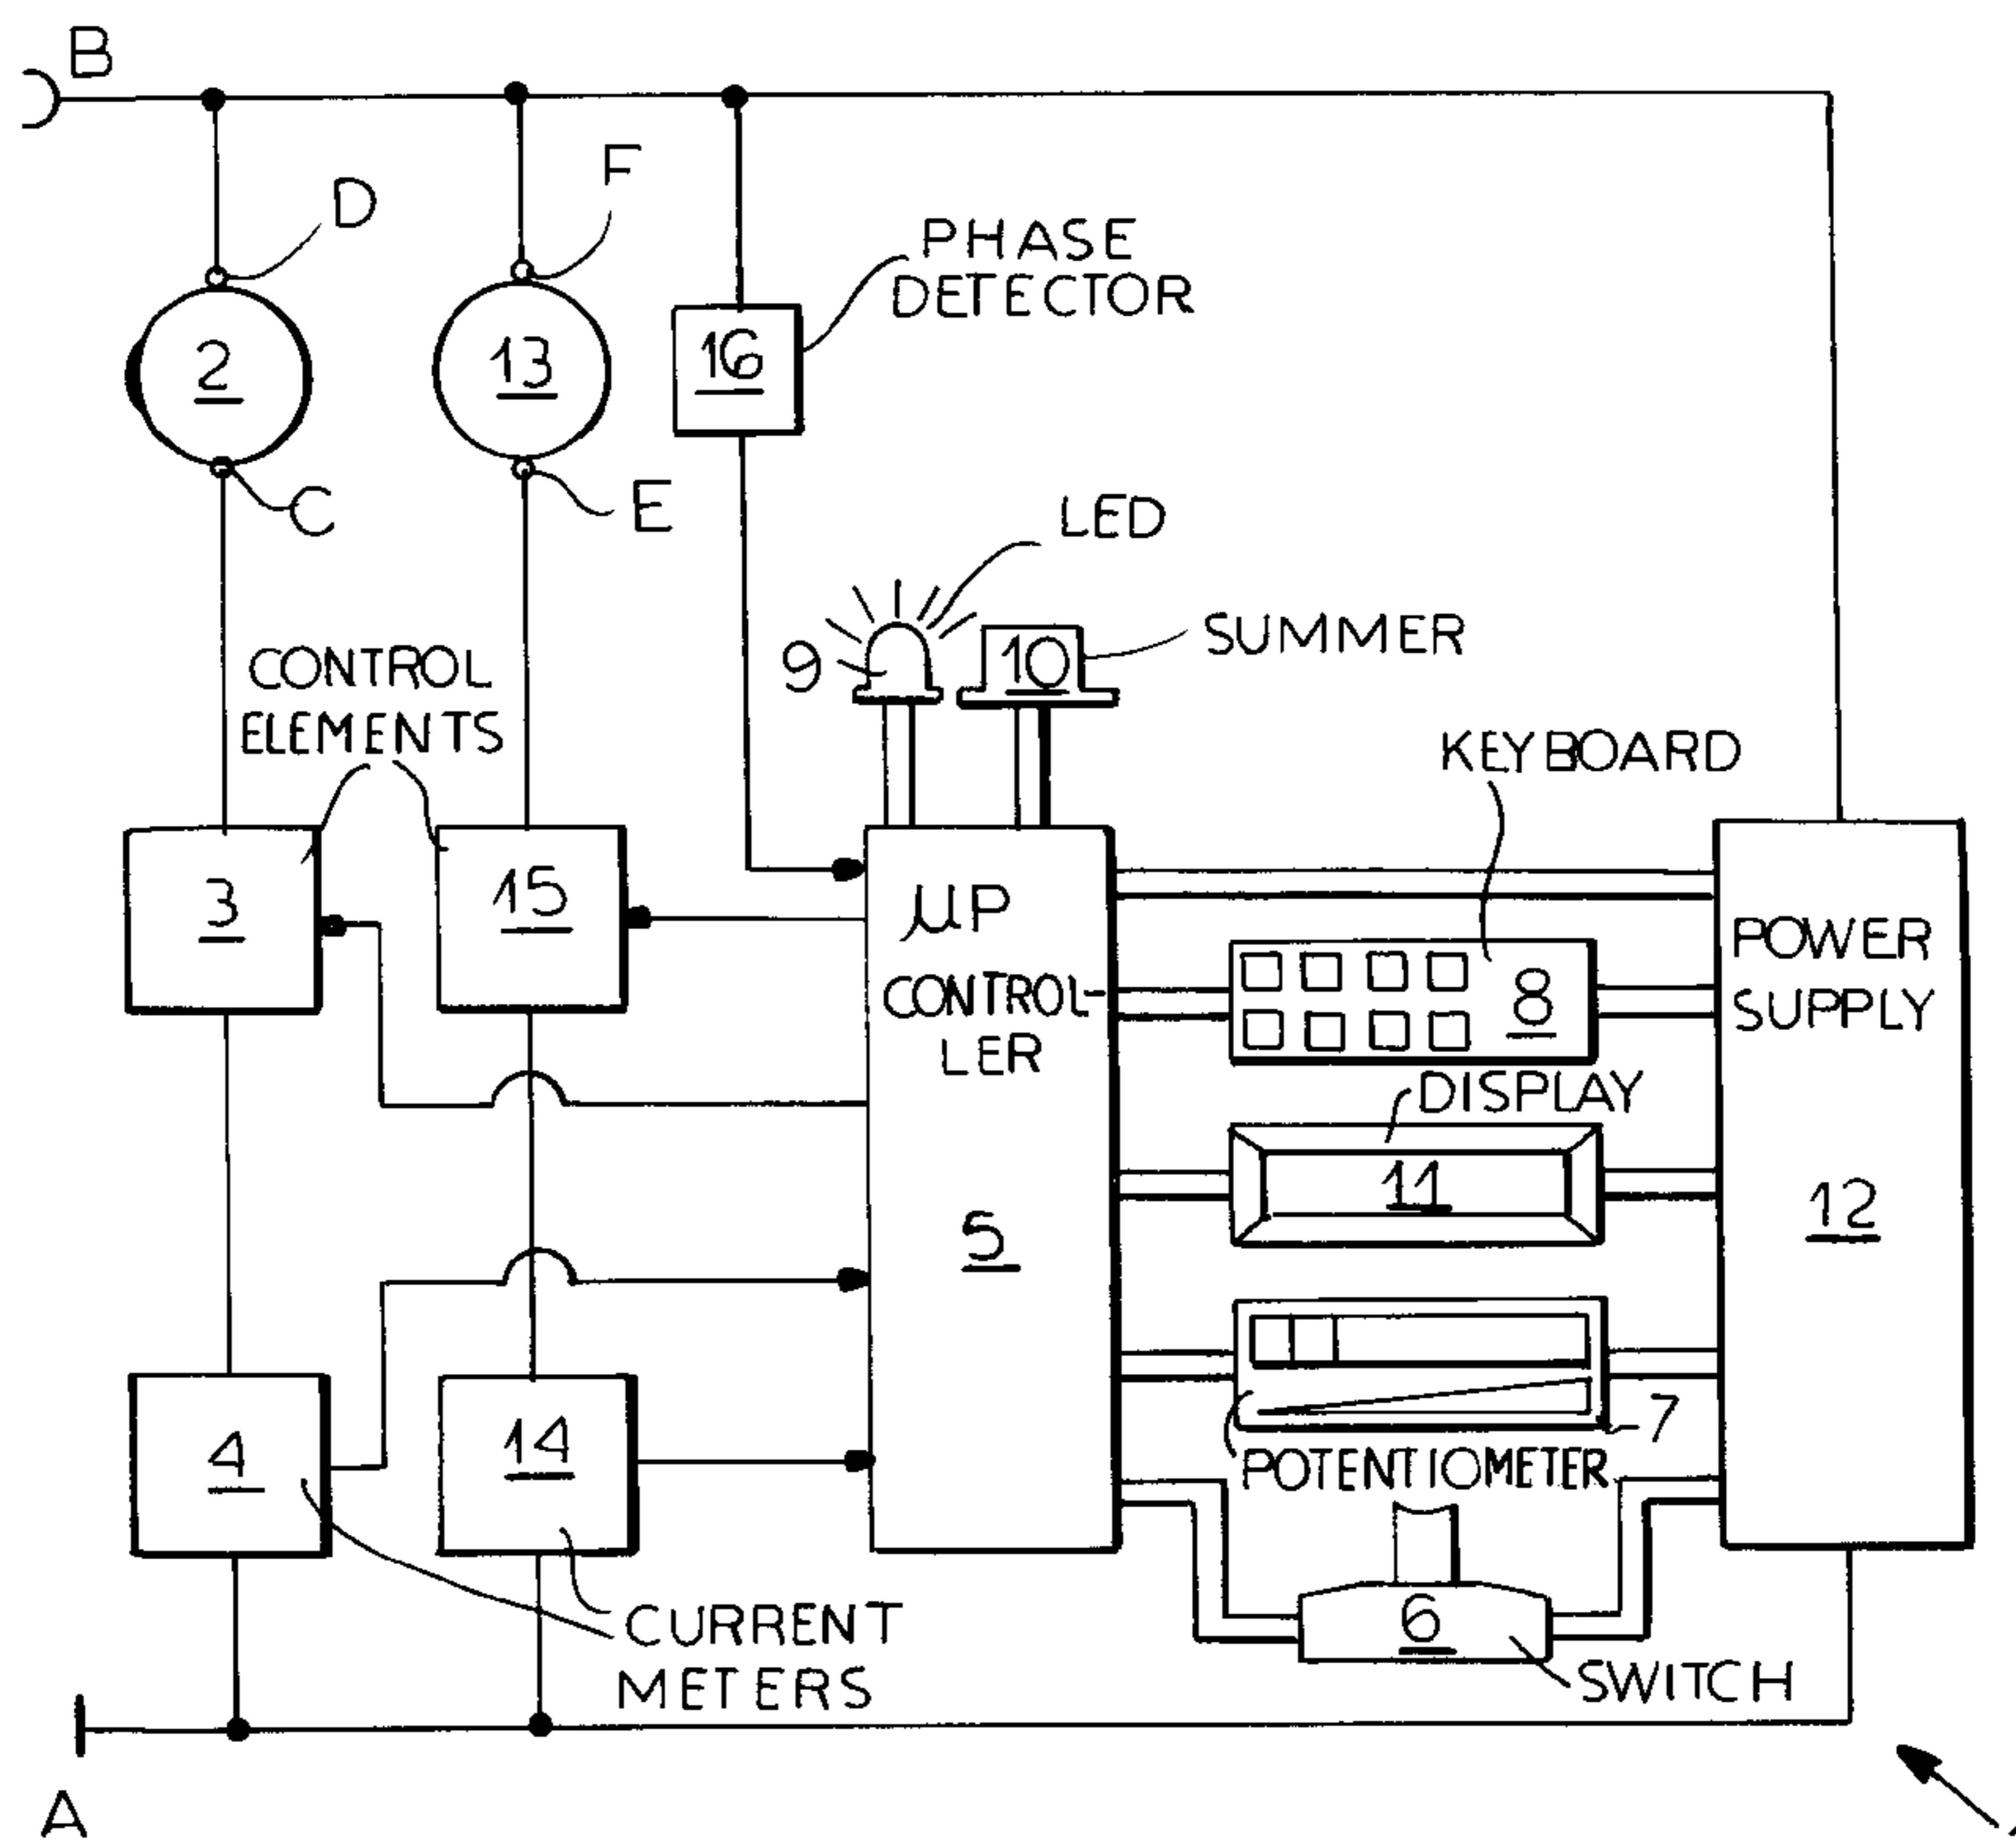 B
D
F
PHASE
DETECTOR
2
13
16
C
E
LED
9
10
SUMMER
CONTROL
ELEMENTS
KEYBOARD
3
15
µP
CONTROL-
LER
POWER
SUPPLY
8
DISPLAY
11
12
5
4
14
7
POTENTIOMETER
6
CURRENT
METERS
SWITCH
A